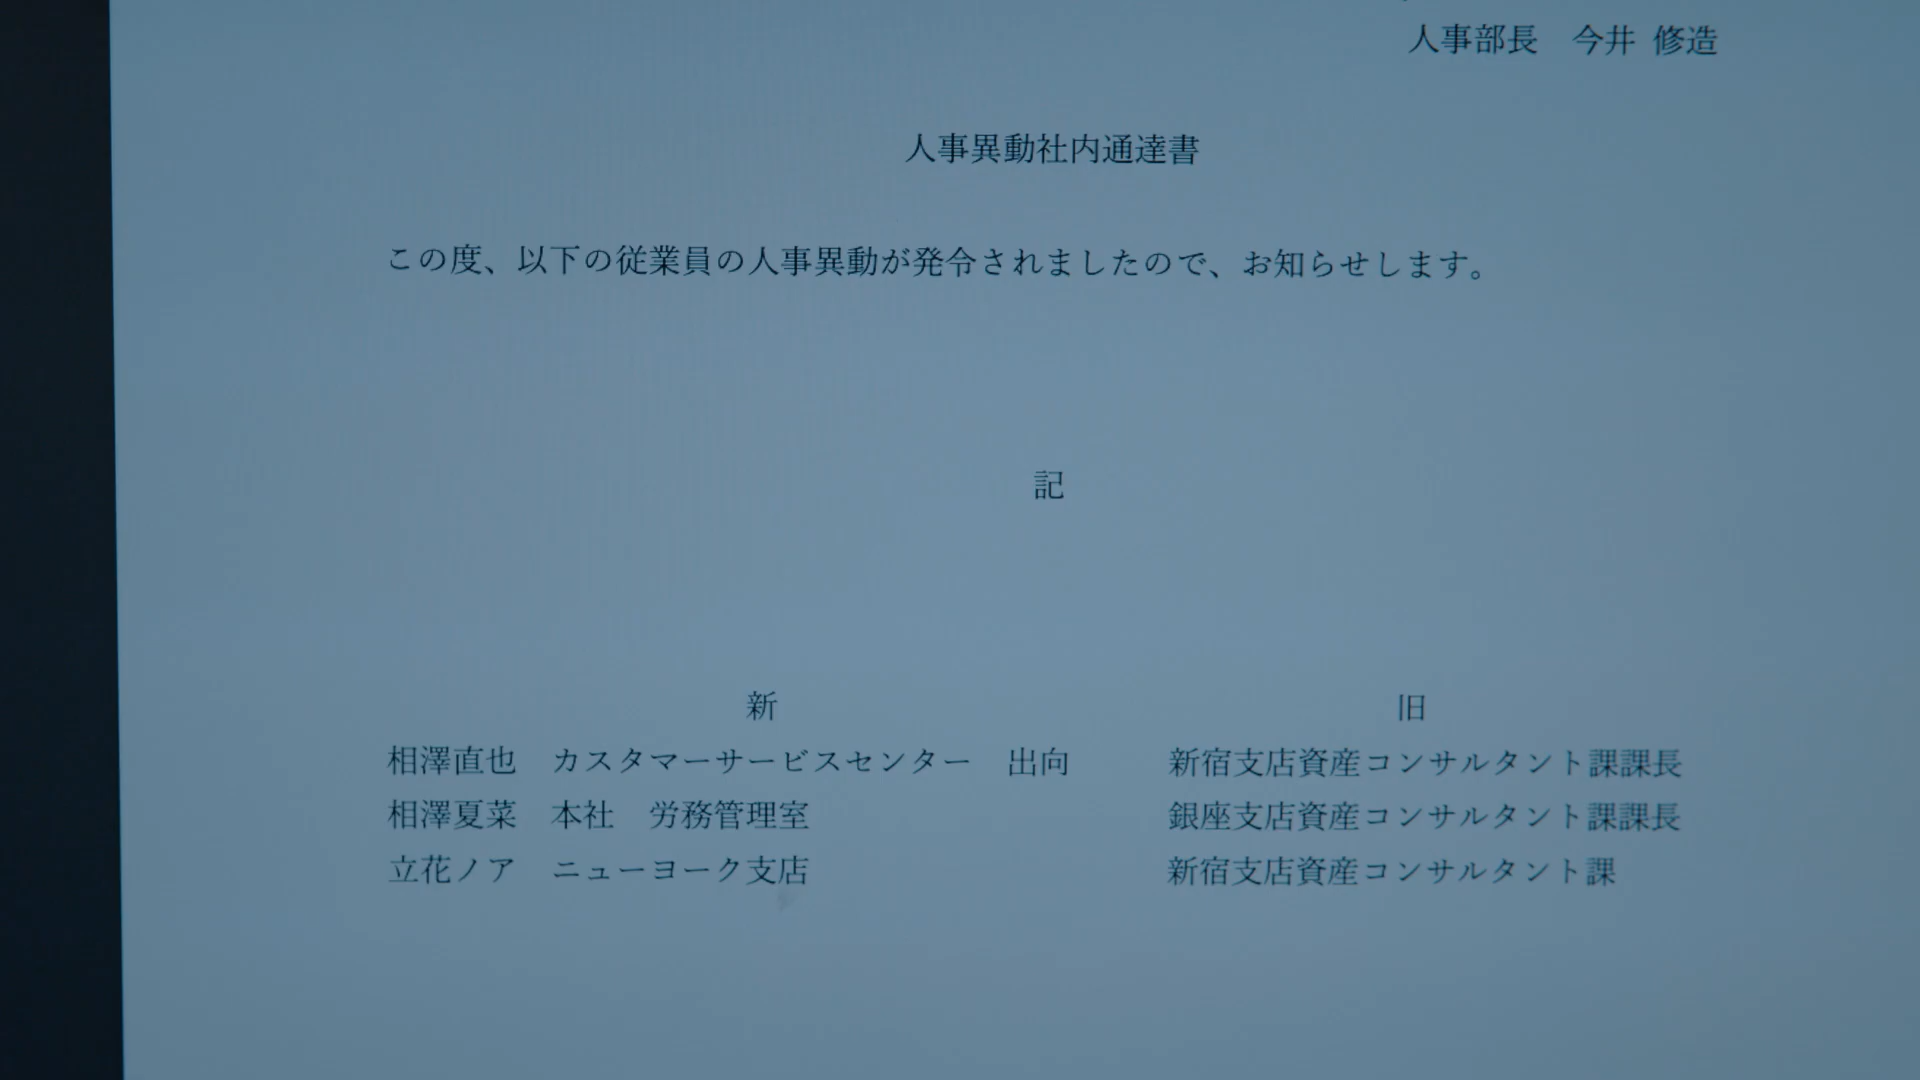 人事部長　今井 修造
人事異動社内通達書
この度、以下の従業員の人事異動が発令されましたので、お知らせします。
記
新　旧
相澤直也　カスタマーサービスセンター　出向　新宿支店資産コンサルタント課課長
相澤夏菜　本社　労務管理室　銀座支店資産コンサルタント課課長
立花ノア　ニューヨーク支店　新宿支店資産コンサルタント課